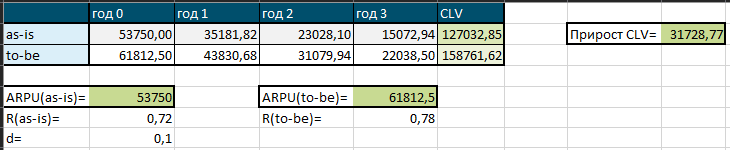 год 0 год 1 год 2 год 3 CLV
as-is 53750,00 35181,82 23028,10 15072,94 127032,85 Прирост CLV= 31728,77
to-be 61812,50 43830,68 31079,94 22038,50 158761,62
ARPU(as-is)= 53750 ARPU(to-be)= 61812,5
R(as-is)= 0,72 R(to-be)= 0,78
d= 0,1